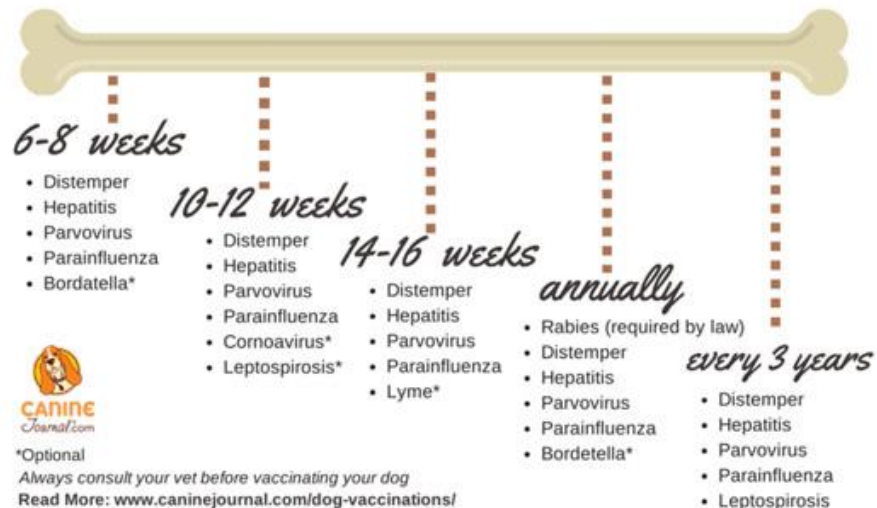 6-8 weeks
• Distemper
• Hepatitis
• Parvovirus
• Parainfluenza
• Bordatella*
10-12 weeks
• Distemper
• Hepatitis
• Parvovirus
• Parainfluenza
• Cornoavirus*
• Leptospirosis*
14-16 weeks
• Distemper
• Hepatitis
• Parvovirus
• Parainfluenza
• Lyme*
annually
• Rabies (required by law)
• Distemper
• Hepatitis
• Parvovirus
• Parainfluenza
• Bordetella*
every 3 years
• Distemper
• Hepatitis
• Parvovirus
• Parainfluenza
• Leptospirosis
CANINE
Journal.com
*Optional
Always consult your vet before vaccinating your dog
Read More: www.caninejournal.com/dog-vaccinations/